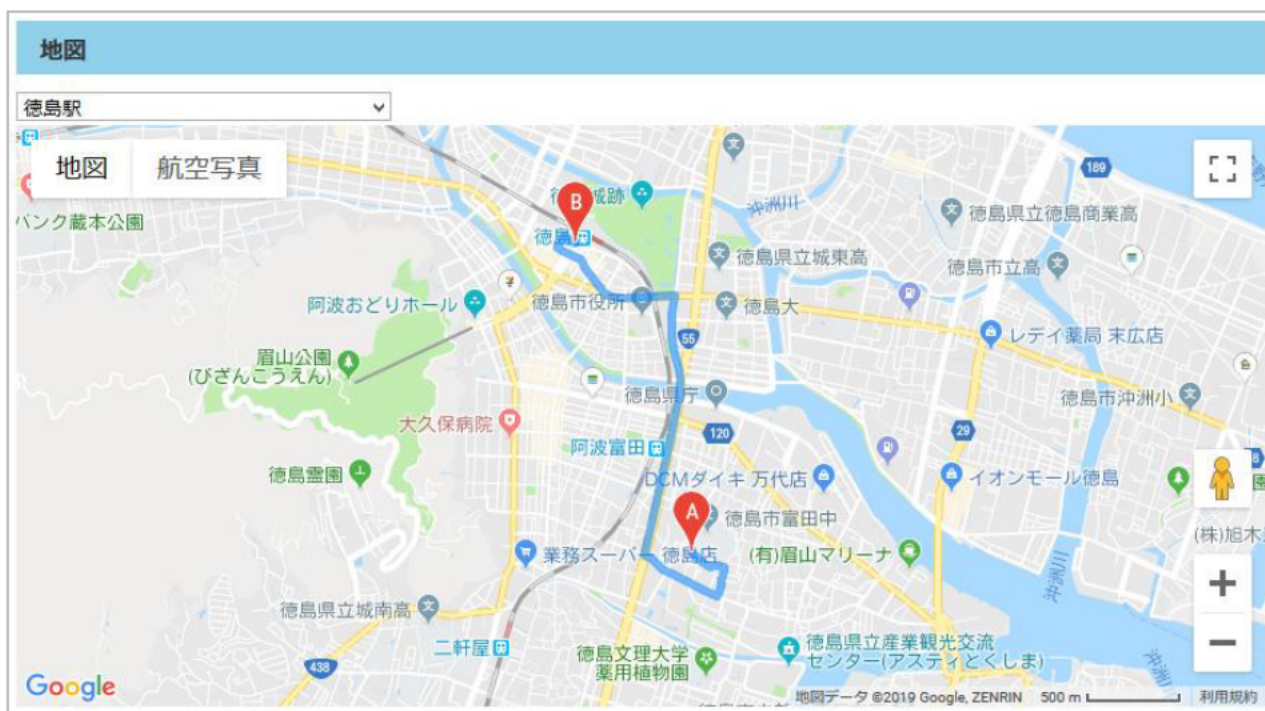 地図
徳島駅
地図
航空写真
バンク蔵本公園
城跡
B
徳島
沖洲川
189
徳島県立徳島商業高
徳島県立城東高
徳島市立高
阿波おどりホール
徳島市役所
徳島大
55
レデイ薬局 末広店
眉山公園
(びざんこうえん)
徳島県庁
徳島市沖洲小
大久保病院
120
29
阿波富田
徳島霊園
DCMダイキ 万代店
イオンモール徳島
A
徳島市富田中
業務スーパー 徳島店
(有)眉山マリーナ
徳島県立城南高
二軒屋
438
徳島文理大学
薬用植物園
徳島県立産業観光交流
センター(アスティとくしま)
Google
地図データ ©2019 Google, ZENRIN
500 m
利用規約